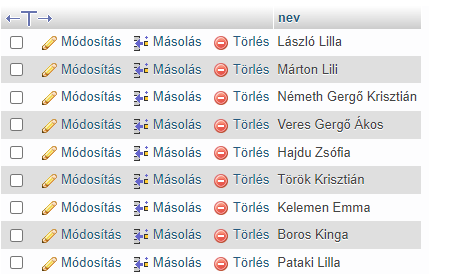 nev
Módosítás Másolás Törlés László Lilla
Módosítás Másolás Törlés Márton Lili
Módosítás Másolás Törlés Németh Gergő Krisztián
Módosítás Másolás Törlés Veres Gergő Ákos
Módosítás Másolás Törlés Hajdu Zsófia
Módosítás Másolás Törlés Török Krisztián
Módosítás Másolás Törlés Kelemen Emma
Módosítás Másolás Törlés Boros Kinga
Módosítás Másolás Törlés Pataki Lilla